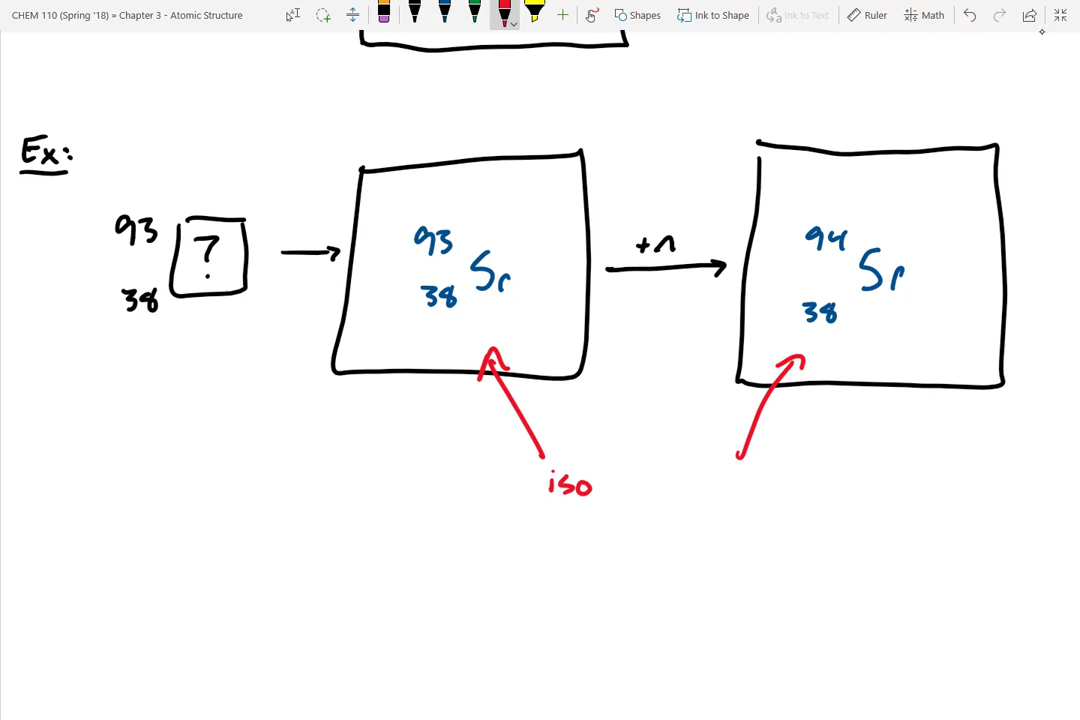 CHEM 110 (Spring '18) » Chapter 3 - Atomic Structure Shapes Ink to Shape Ink to Text Ruler Math
Ex:
93 38 ? → 93 38 Sr +n → 94 38 Sr
iso